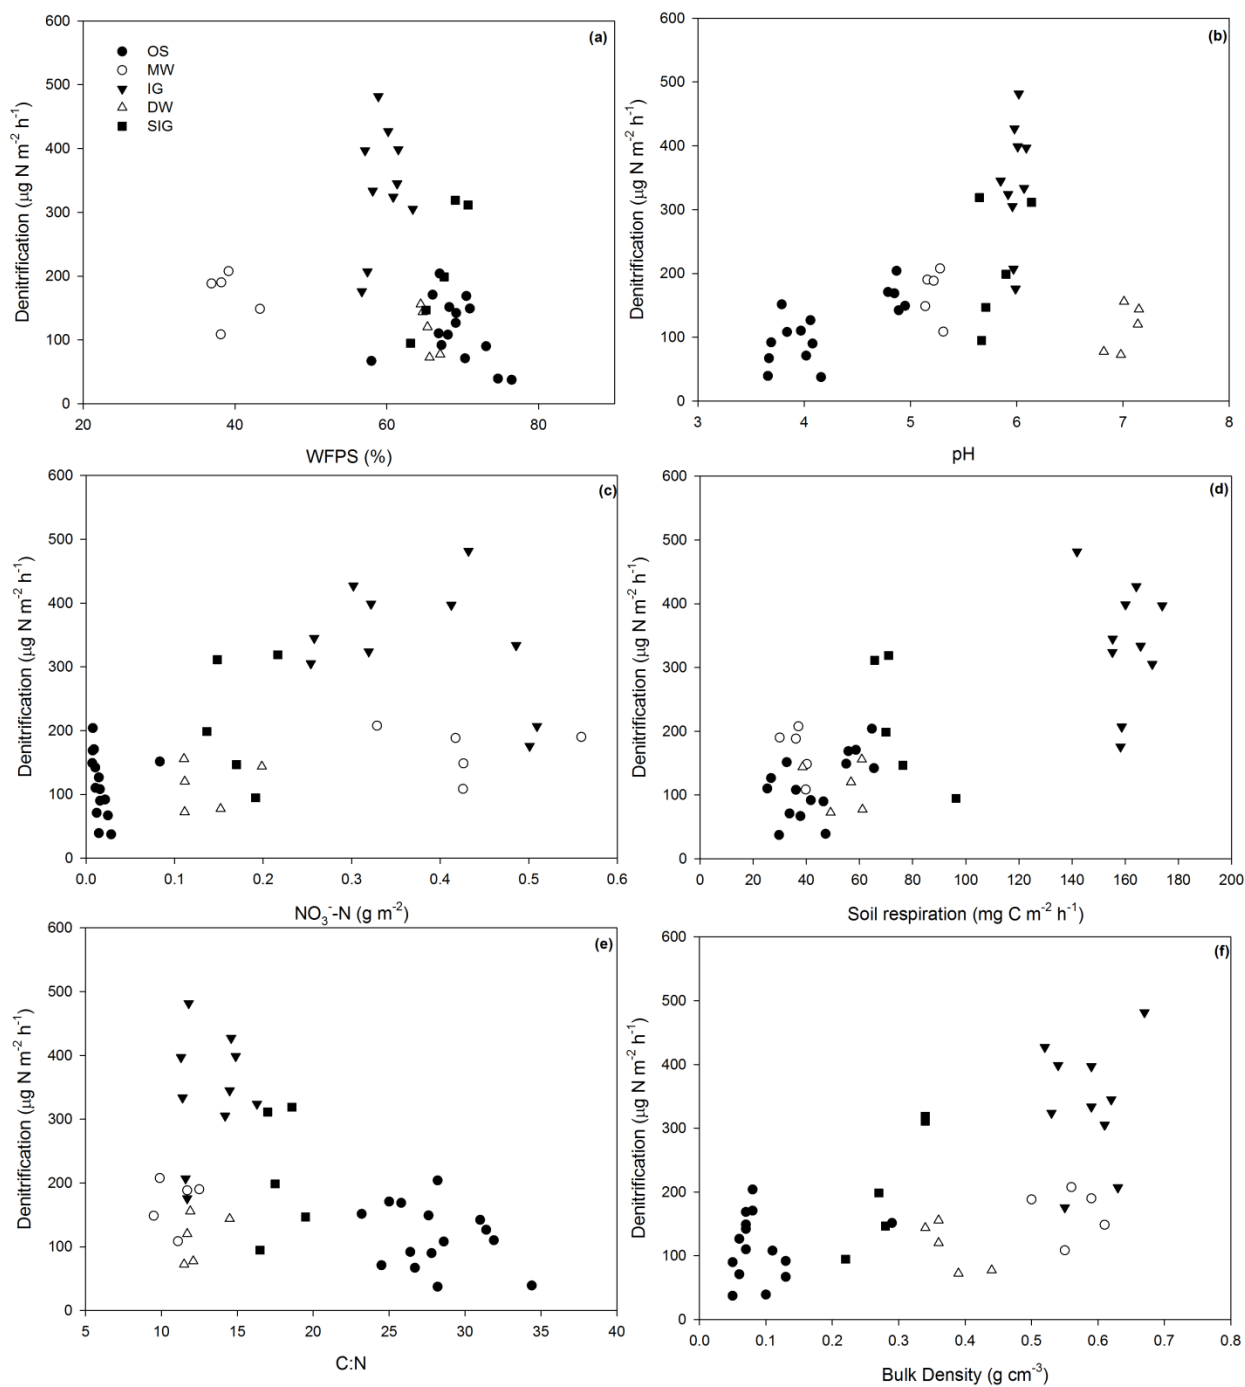 (a)
OS
MW
IG
DW
SIG
600
500
400
300
200
100
0
Denitrification (μg N m⁻² h⁻¹)
20 40 60 80
WFPS (%)
(b)
600
500
400
300
200
100
0
Denitrification (μg N m⁻² h⁻¹)
3 4 5 6 7 8
pH
(c)
600
500
400
300
200
100
0
Denitrification (μg N m⁻² h⁻¹)
0.0 0.1 0.2 0.3 0.4 0.5 0.6
NO₃⁻-N (g m⁻²)
(d)
600
500
400
300
200
100
0
Denitrification (μg N m⁻² h⁻¹)
0 20 40 60 80 100 120 140 160 180 200
Soil respiration (mg C m⁻² h⁻¹)
(e)
600
500
400
300
200
100
0
Denitrification (μg N m⁻² h⁻¹)
5 10 15 20 25 30 35 40
C:N
(f)
600
500
400
300
200
100
0
Denitrification (μg N m⁻² h⁻¹)
0.0 0.1 0.2 0.3 0.4 0.5 0.6 0.7 0.8
Bulk Density (g cm⁻³)